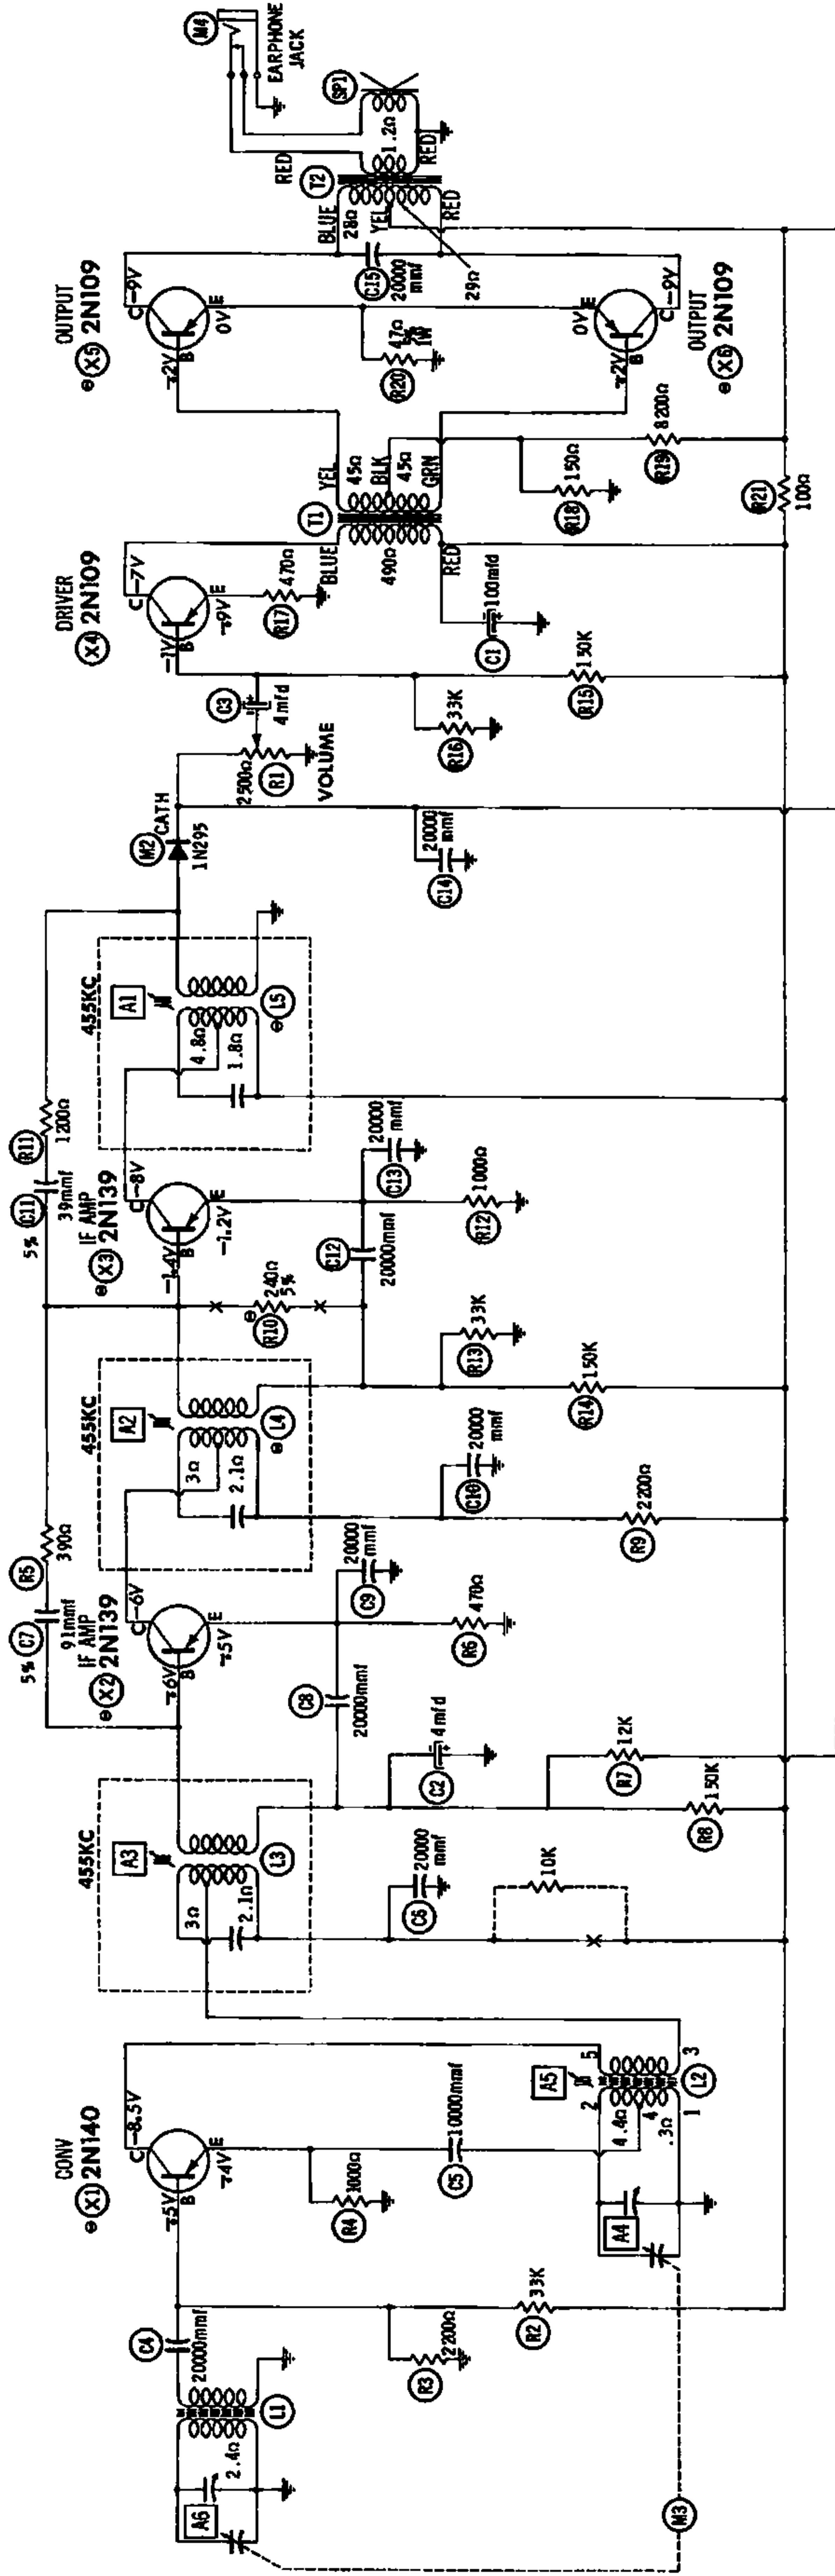 CONV
⊖ X1 2N140
C -8.5V
-.5V
B
E
-.4V
C4
20000mmf
L1
2.4Ω
A6
R3
2200Ω
R2
33K
R4
1000Ω
C5
10000mmf
A5
2
5
4.4Ω
4
.3Ω
1
3
L2
A4
M3
455KC
A3
3Ω
2.1Ω
L3
C6
20000
mmf
10K
C2
4mfd
R7
12K
R8
150K
5%
C7
91mmf
R5
390Ω
IF AMP
⊖ X2 2N139
C -6V
-.6V
B
E
-.5V
C8
20000mmf
C9
20000
mmf
R6
470Ω
455KC
A2
3Ω
2.1Ω
⊖ L4
C10
20000
mmf
R9
2200Ω
R13
33K
R14
150K
5%
C11
39mmf
R11
1200Ω
IF AMP
⊖ X3 2N139
C -8V
-1.4V
B
E
-1.2V
⊖ R10
240Ω
5%
C12
20000mmf
C13
20000
mmf
R12
1000Ω
455KC
A1
4.8Ω
1.8Ω
⊖ L5
M2
CATH
1N295
C14
20000
mmf
2500Ω
R1
VOLUME
C3
4mfd
R16
33K
R15
150K
DRIVER
X4 2N109
C -7V
-1V
B
E
-.9V
R17
470Ω
T1
BLUE
490Ω
RED
YEL
45Ω
BLK
45Ω
GRN
C1
100mfd
R18
150Ω
R19
8200Ω
R21
100Ω
OUTPUT
⊖ X5 2N109
C -9V
-.2V
B
E
0V
R20
47Ω
1W
OUTPUT
⊖ X6 2N109
C -9V
-.2V
B
E
0V
C15
20000
mmf
T2
BLUE
28Ω
YEL
29Ω
RED
RED
1.2Ω
RED
SP1
M4
EARPHONE
JACK